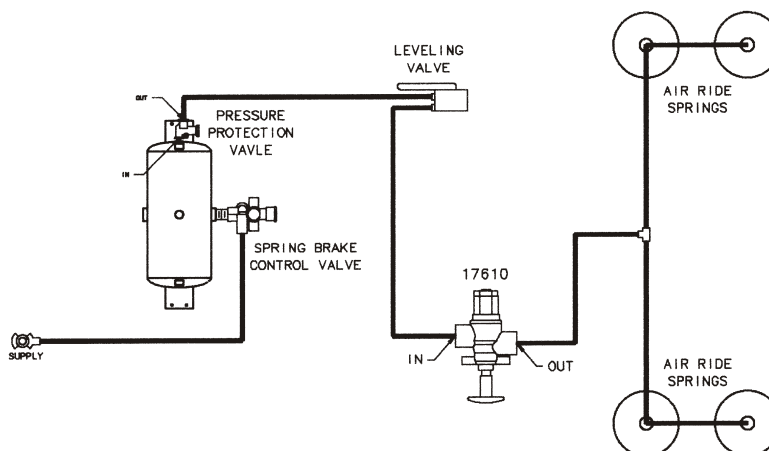 LEVELING
VALVE
OUT
PRESSURE
PROTECTION
VAVLE
IN
AIR RIDE
SPRINGS
SPRING BRAKE
CONTROL VALVE
17610
SUPPLY
IN
OUT
AIR RIDE
SPRINGS